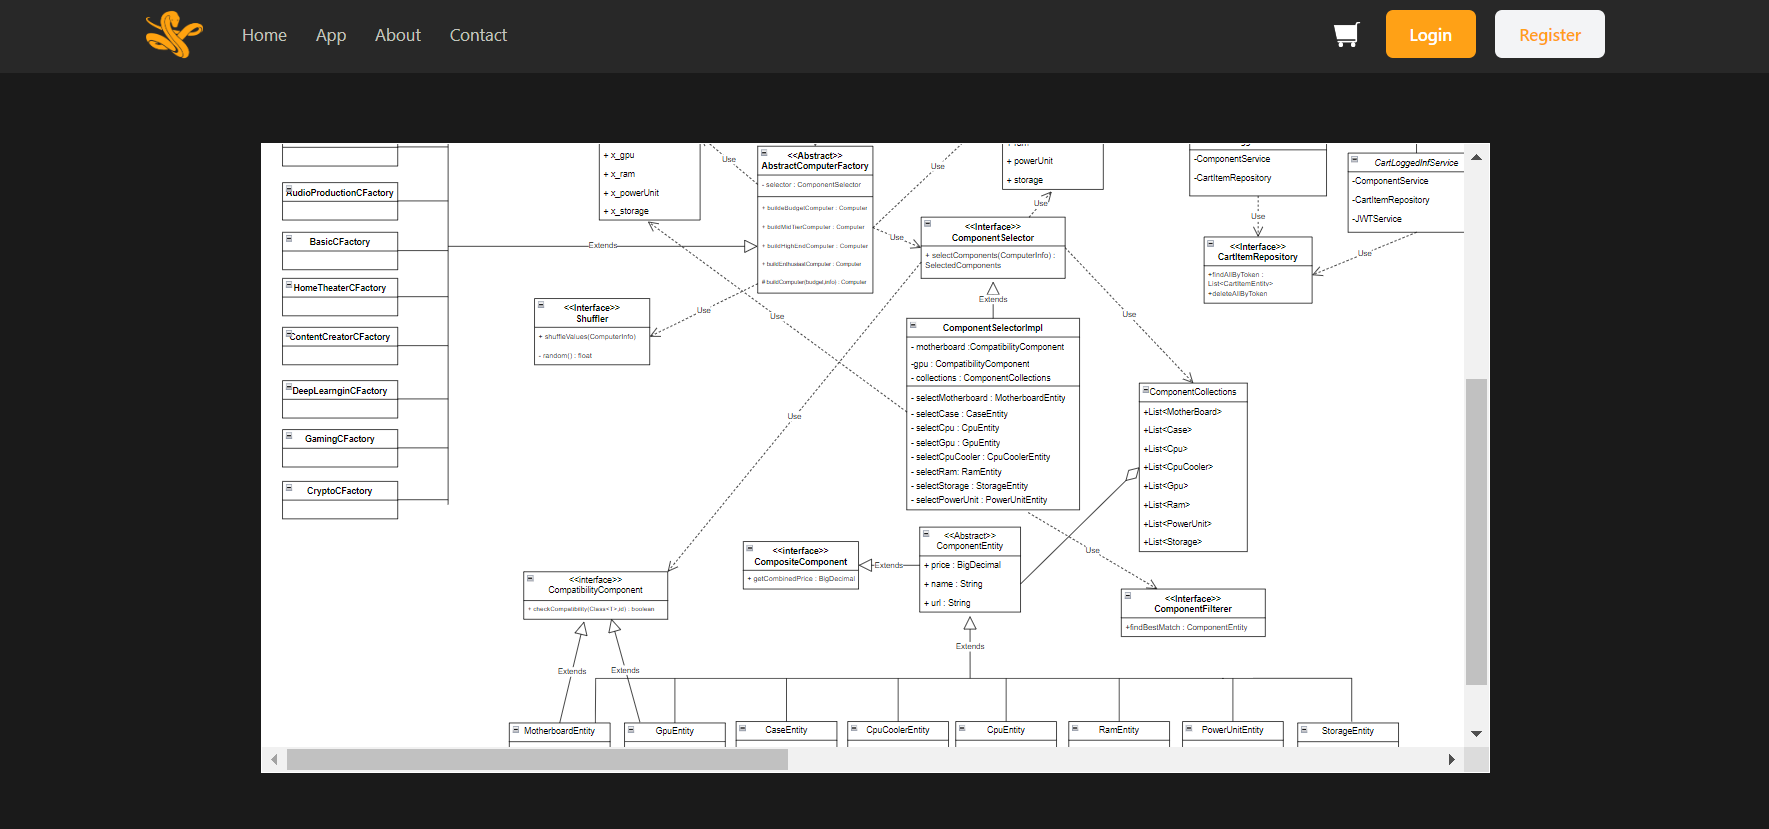 Home
App
About
Contact
Login
Register
AudioProductionCFactory
BasicCFactory
HomeTheaterCFactory
ContentCreatorCFactory
DeepLearnginCFactory
GamingCFactory
CryptoCFactory
Extends
+ x_gpu
+ x_ram
+ x_powerUnit
+ x_storage
Use
<<Abstract>>
AbstractComputerFactory
- selector : ComponentSelector
+ buildeBudgetComputer : Computer
+ buildMidTierComputer : Computer
+ buildHighEndComputer : Computer
+ buildEnthusiastComputer : Computer
# buildComputer(budget,info) : Computer
Use
Use
Use
Use
<<Interface>>
Shuffler
+ shuffleValues(ComputerInfo)
- random() : float
+ powerUnit
+ storage
Use
<<Interface>>
ComponentSelector
+ selectComponents(ComputerInfo) :
SelectedComponents
Extends
Use
Use
ComponentSelectorImpl
- motherboard :CompatibilityComponent
-gpu : CompatibilityComponent
- collections : ComponentCollections
- selectMotherboard : MotherboardEntity
- selectCase : CaseEntity
- selectCpu : CpuEntity
- selectGpu : GpuEntity
- selectCpuCooler : CpuCoolerEntity
- selectRam: RamEntity
- selectStorage : StorageEntity
- selectPowerUnit : PowerUnitEntity
-ComponentService
-CartItemRepository
Use
CartLoggedInfService
-ComponentService
-CartItemRepository
-JWTService
Use
<<Interface>>
CartItemRepository
+findAllByToken :
List<CartItemEntity>
+deleteAllByToken
ComponentCollections
+List<MotherBoard>
+List<Case>
+List<Cpu>
+List<CpuCooler>
+List<Gpu>
+List<Ram>
+List<PowerUnit>
+List<Storage>
Use
<<Interface>>
ComponentFilterer
+findBestMatch : ComponentEntity
<<Abstract>>
ComponentEntity
+ price : BigDecimal
+ name : String
+ url : String
Extends
<<interface>>
CompositeComponent
+ getCombinedPrice : BigDecimal
<<interface>>
CompatibilityComponent
+ checkCompatibility(Class<T>,id) : boolean
Extends
Extends
Extends
MotherboardEntity
GpuEntity
CaseEntity
CpuCoolerEntity
CpuEntity
RamEntity
PowerUnitEntity
StorageEntity